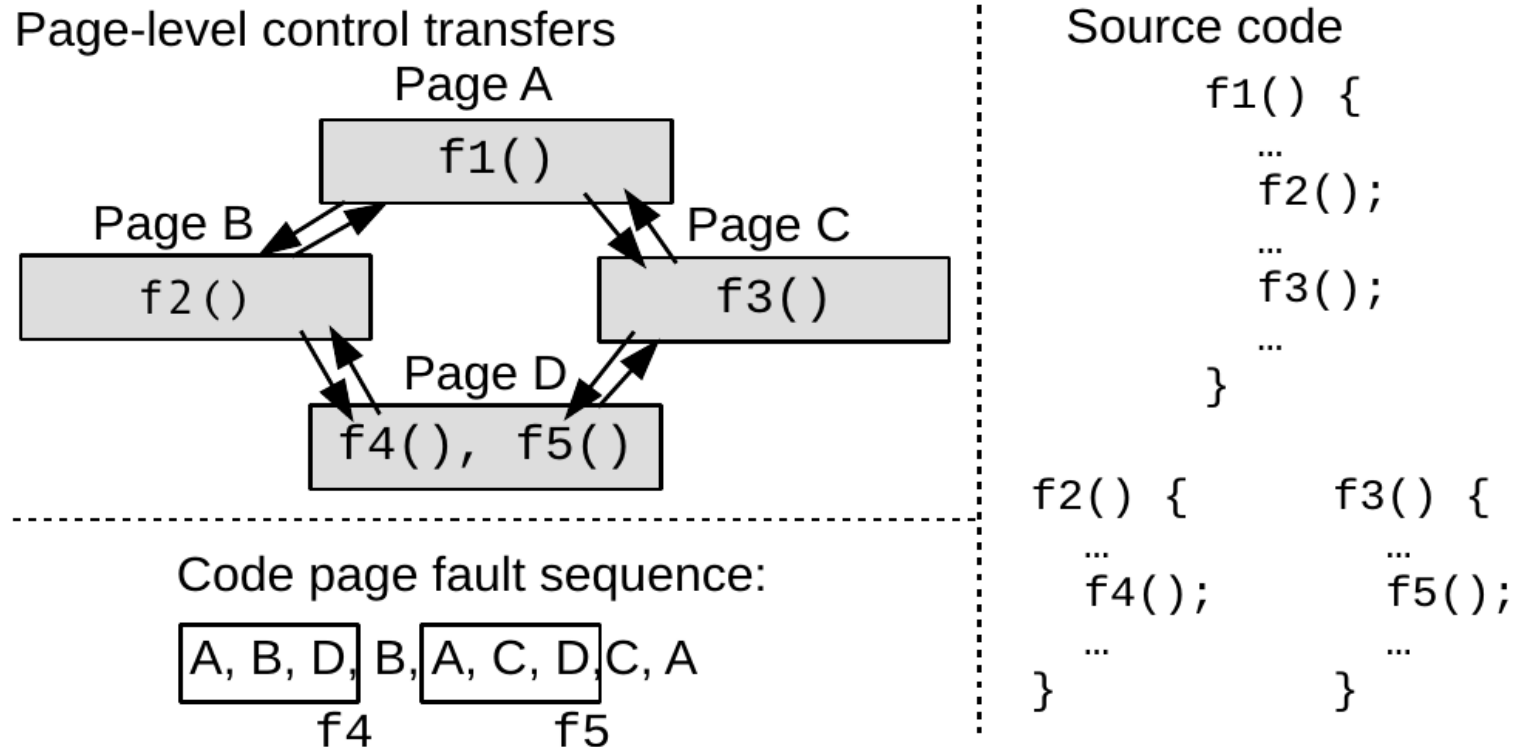 Page-level control transfers
Page A
f1()
Page B
Page C
f2()
f3()
Page D
f4(), f5()
Code page fault sequence:
A, B, D, B, A, C, D,C, A
f4
f5
Source code
f1() {
…
f2();
…
f3();
…
}
f2() {
…
f4();
…
}
f3() {
…
f5();
…
}